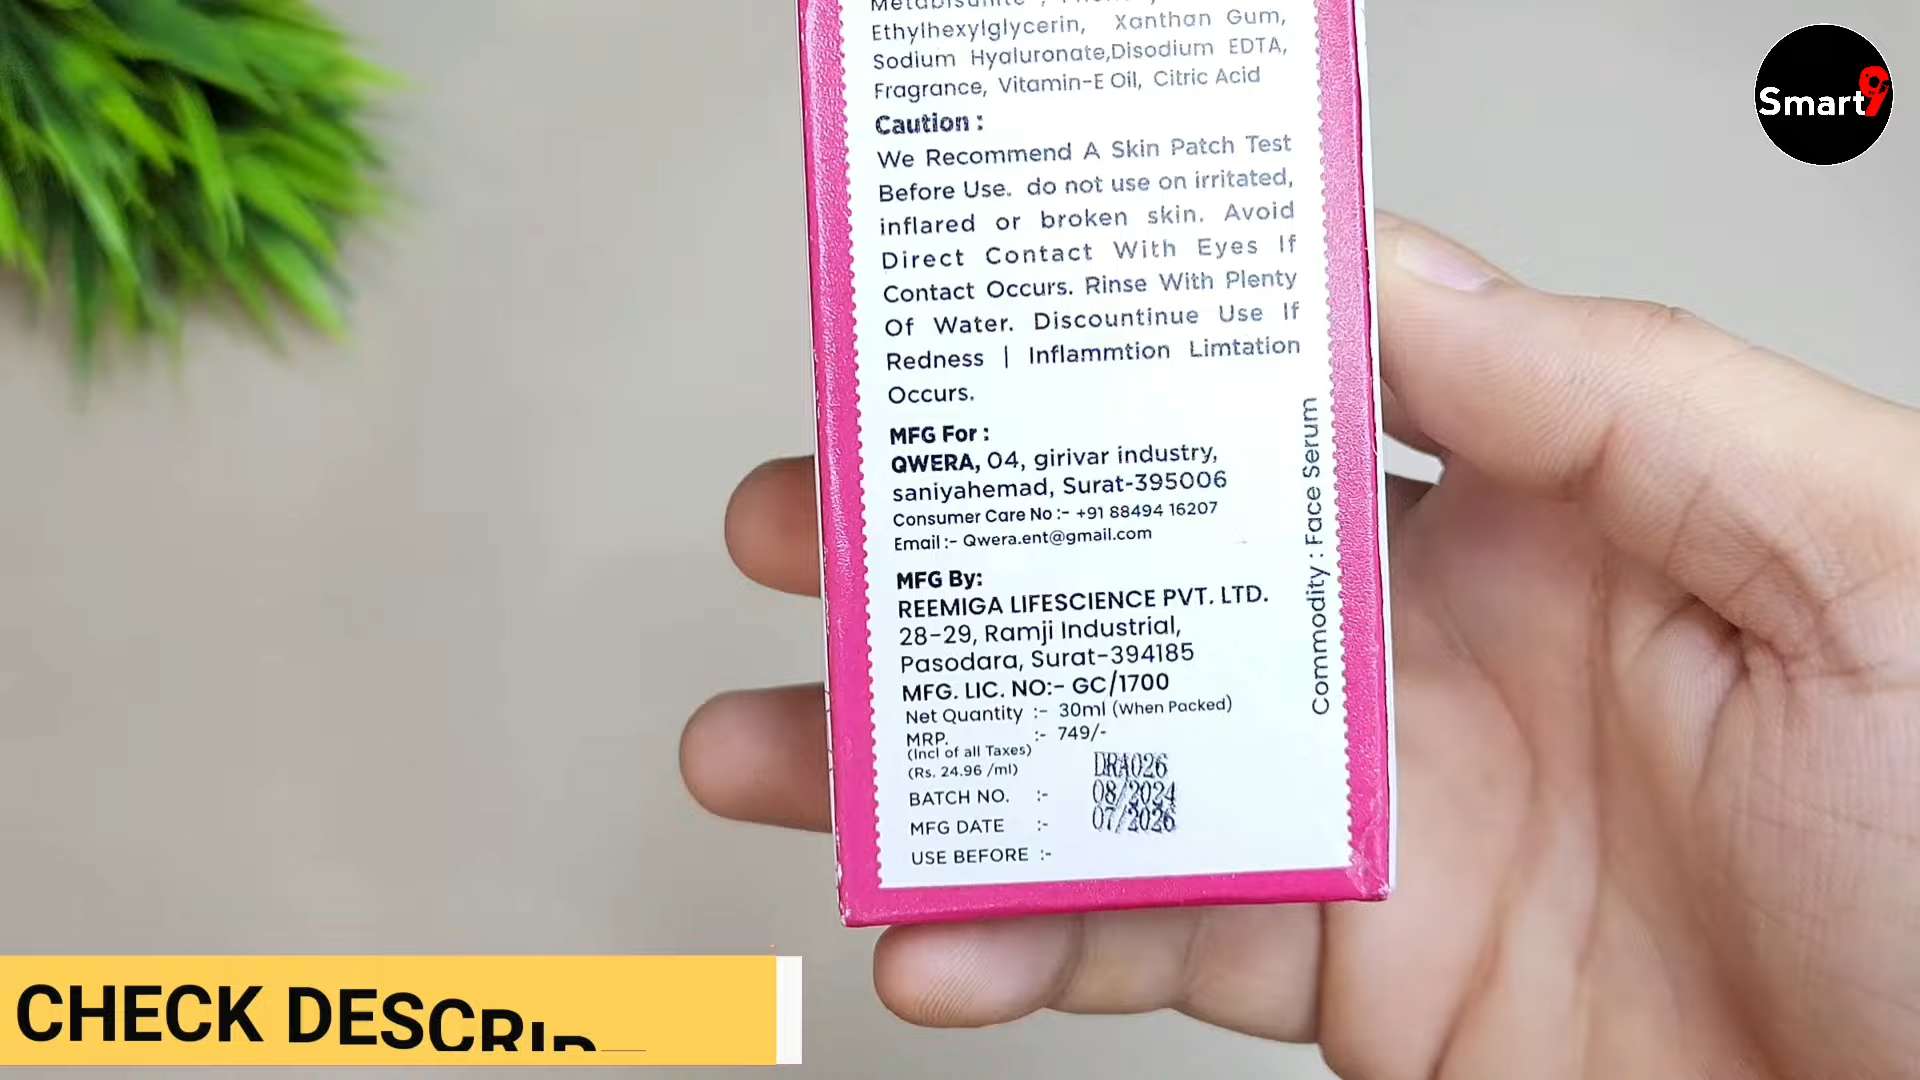 Ethylhexylglycerin, Xanthan Gum,
Sodium Hyaluronate,Disodium EDTA,
Fragrance, Vitamin-E Oil, Citric Acid
Caution :
We Recommend A Skin Patch Test
Before Use. do not use on irritated,
inflared or broken skin. Avoid
Direct Contact With Eyes If
Contact Occurs. Rinse With Plenty
Of Water. Discountinue Use If
Redness | Inflammtion Limtation
Occurs.
MFG For :
QWERA, 04, girivar industry,
saniyahemad, Surat-395006
Consumer Care No :- +91 88494 16207
Email :- Qwera.ent@gmail.com
MFG By:
REEMIGA LIFESCIENCE PVT. LTD.
28-29, Ramji Industrial,
Pasodara, Surat-394185
MFG. LIC. NO:- GC/1700
Net Quantity :- 30ml (When Packed)
MRP. :- 749/-
(Incl of all Taxes)
(Rs. 24.96 /ml)
DRA026
BATCH NO. :- 08/2024
MFG DATE :- 07/2026
USE BEFORE :-
Commodity : Face Serum
Smart9
CHECK